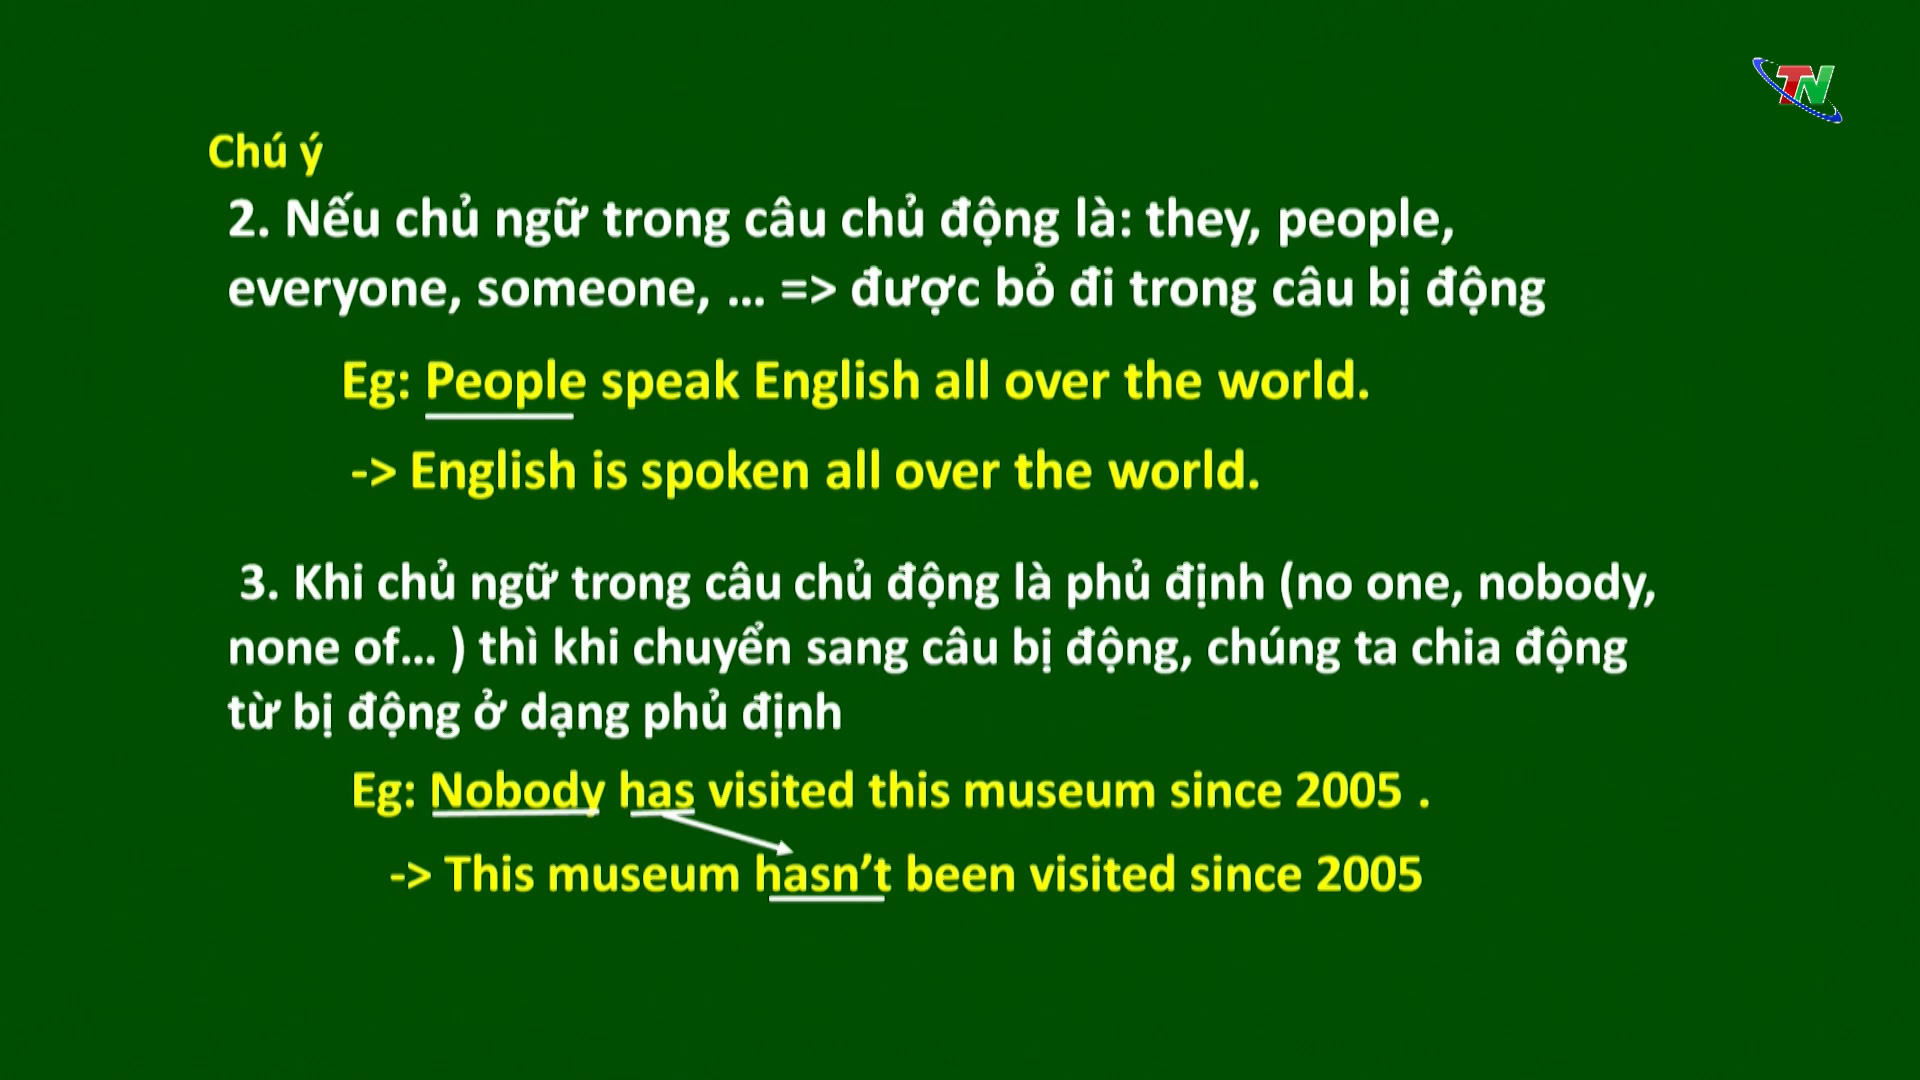 TN
Chú ý
2. Nếu chủ ngữ trong câu chủ động là: they, people,
everyone, someone, ... => được bỏ đi trong câu bị động
Eg: People speak English all over the world.
-> English is spoken all over the world.
3. Khi chủ ngữ trong câu chủ động là phủ định (no one, nobody,
none of... ) thì khi chuyển sang câu bị động, chúng ta chia động
từ bị động ở dạng phủ định
Eg: Nobody has visited this museum since 2005 .
-> This museum hasn’t been visited since 2005